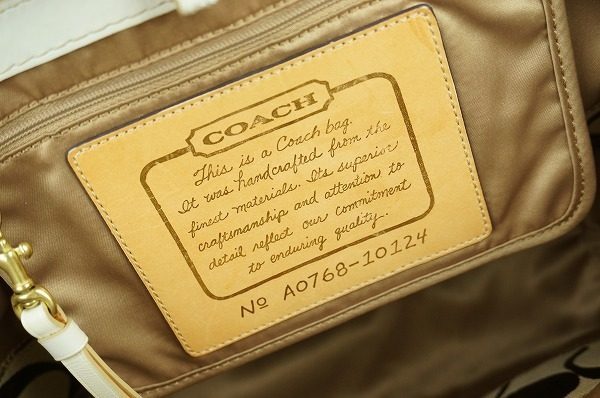 COACH
This is a Coach bag.
It was handcrafted from the
finest materials. Its superior
craftsmanship and attention to
detail reflect our commitment
to enduring quality.
No A0768-10124